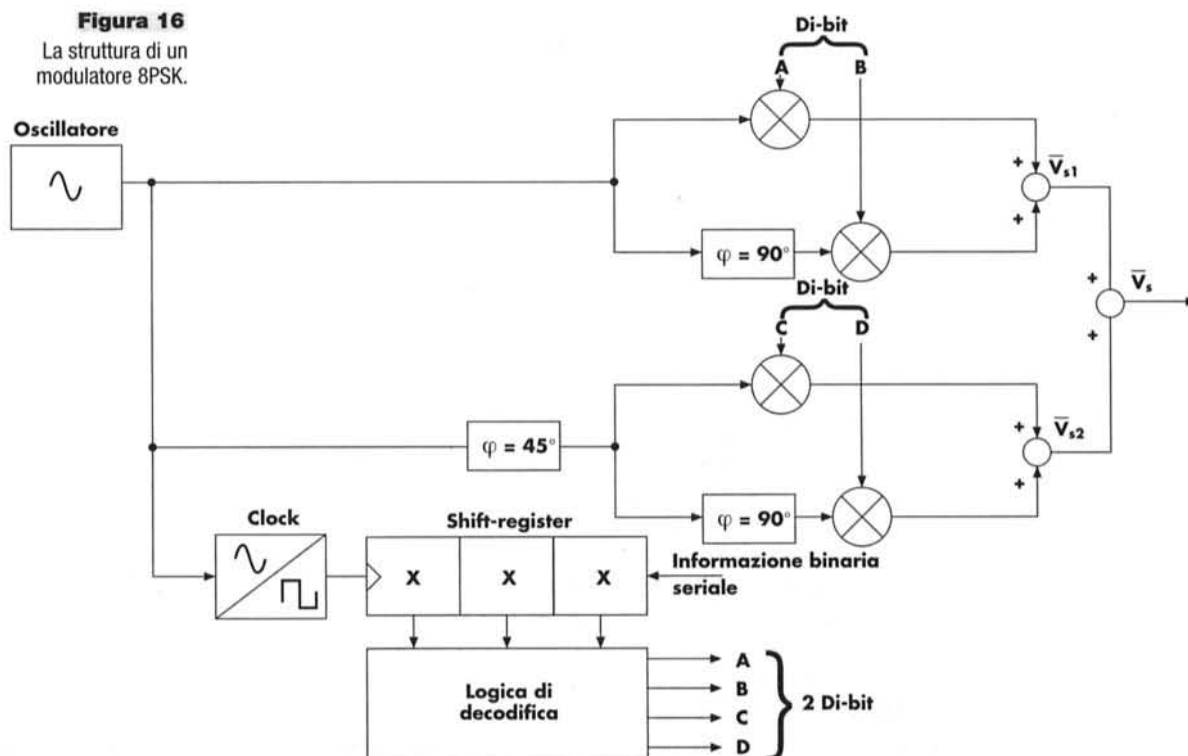 Figura 16
La struttura di un
modulatore 8PSK.
Oscillatore
Di-bit
A B
+ V̅s1
+
φ = 90°
Di-bit
C D
+ V̅s
+
φ = 45°
+ V̅s2
+
φ = 90°
Clock
Shift-register
X X X
Informazione binaria
seriale
Logica di
decodifica
A
B
C
D
2 Di-bit